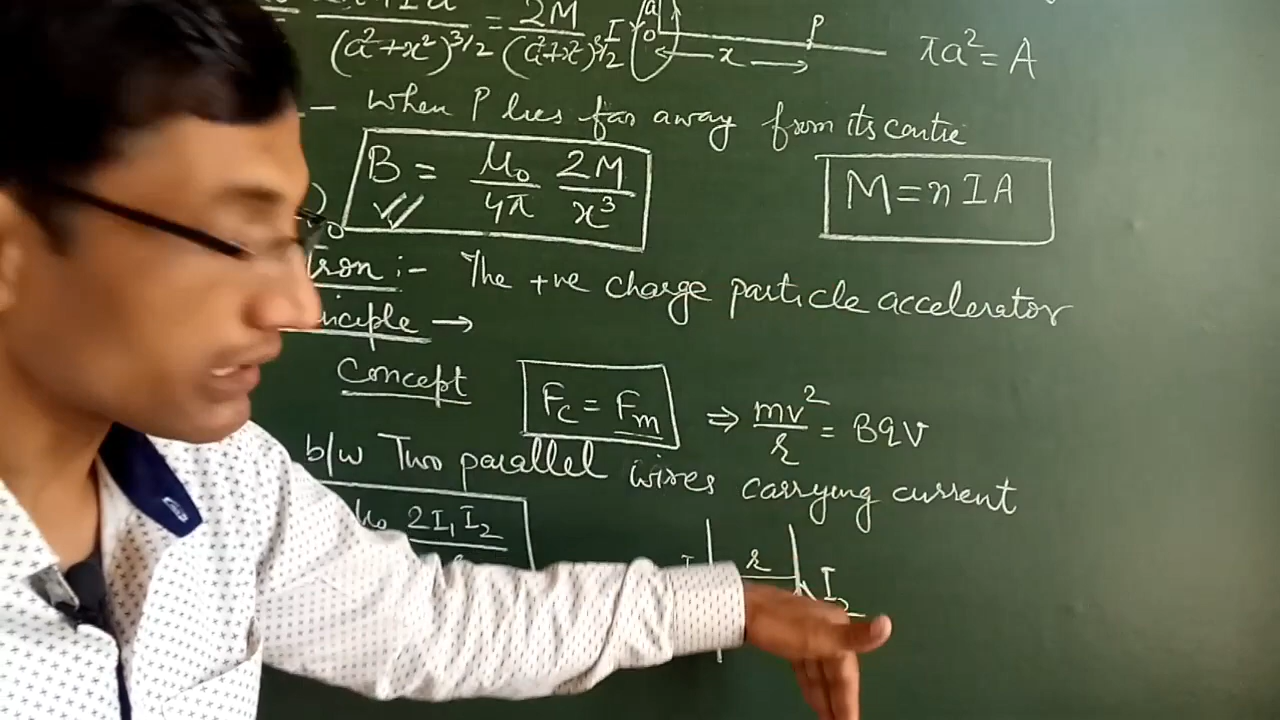 = 2M
(a²+x²)^3/2 (a²+x²)^3/2
I a O x P πa² = A
— When P lies far away from its centre
B = μ₀/4π 2M/x³
M = n I A
tron :- The +ve charge particle accelerator
inciple →
Concept F_c = F_m ⇒ mv²/r = BqV
b/w Two parallel wires carrying current
μ₀ 2I₁I₂
r I₂